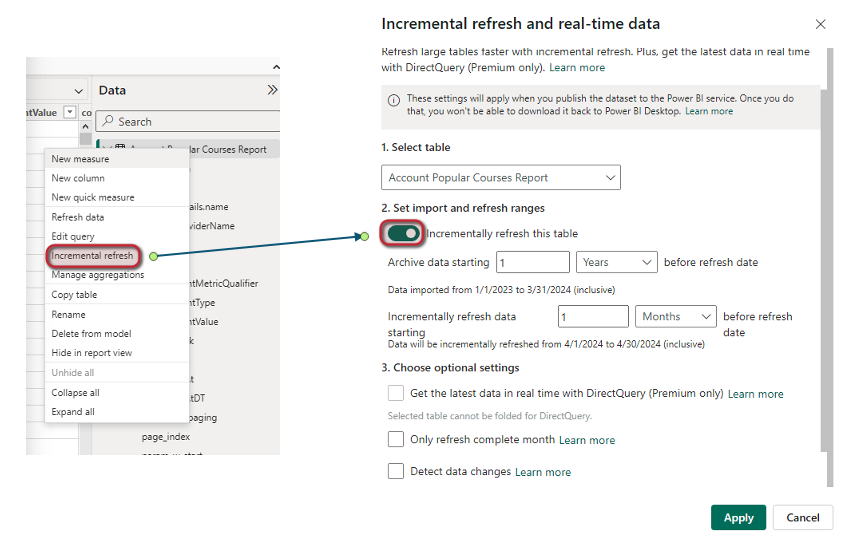 Data
ntValue
co
Search
Courses Report
New measure
New column
New quick measure
Refresh data
Edit query
Incremental refresh
Manage aggregations
Copy table
Rename
Delete from model
Hide in report view
Unhide all
Collapse all
Expand all
ails.name
viderName
ntMetricQualifier
ntType
ntValue
k
t
tDT
paging
page_index
Incremental refresh and real-time data
Refresh large tables faster with incremental refresh. Plus, get the latest data in real time
with DirectQuery (Premium only). Learn more
These settings will apply when you publish the dataset to the Power BI service. Once you do
that, you won't be able to download it back to Power BI Desktop. Learn more
1. Select table
Account Popular Courses Report
2. Set import and refresh ranges
Incrementally refresh this table
Archive data starting 1 Years before refresh date
Data imported from 1/1/2023 to 3/31/2024 (inclusive)
Incrementally refresh data 1 Months before refresh
starting date
Data will be incrementally refreshed from 4/1/2024 to 4/30/2024 (inclusive)
3. Choose optional settings
Get the latest data in real time with DirectQuery (Premium only) Learn more
Selected table cannot be folded for DirectQuery.
Only refresh complete month Learn more
Detect data changes Learn more
Apply Cancel